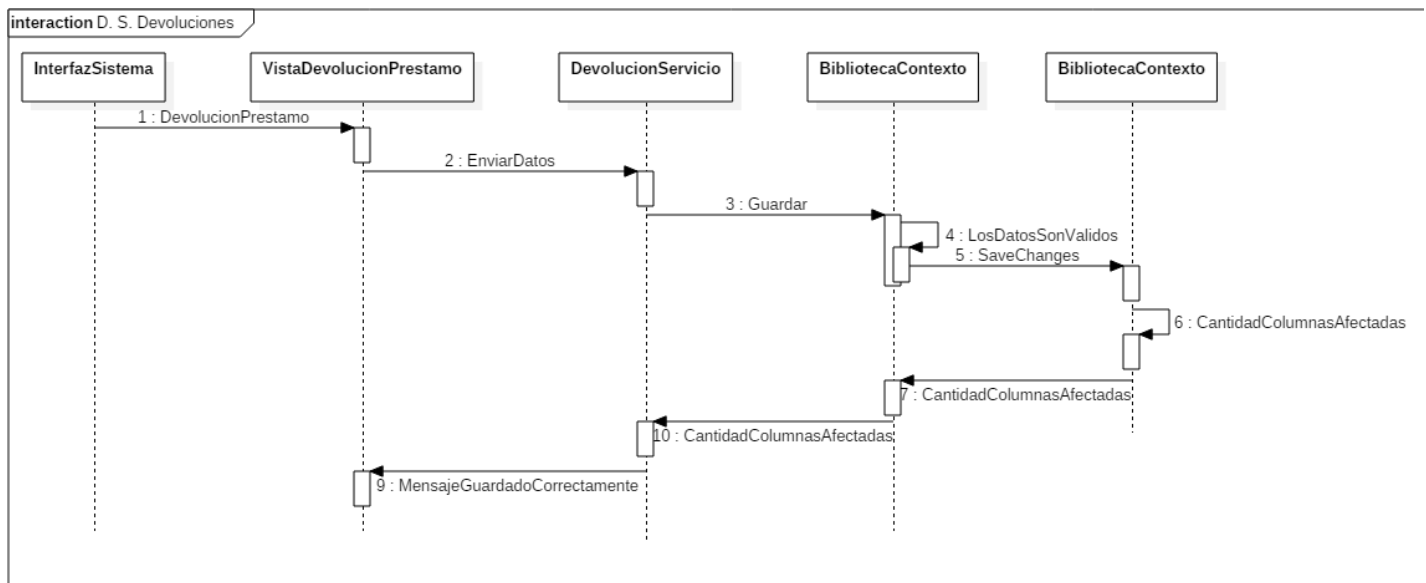 interaction D. S. Devoluciones
InterfazSistema
VistaDevolucionPrestamo
DevolucionServicio
BibliotecaContexto
BibliotecaContexto
1 : DevolucionPrestamo
2 : EnviarDatos
3 : Guardar
4 : LosDatosSonValidos
5 : SaveChanges
6 : CantidadColumnasAfectadas
7 : CantidadColumnasAfectadas
10 : CantidadColumnasAfectadas
9 : MensajeGuardadoCorrectamente